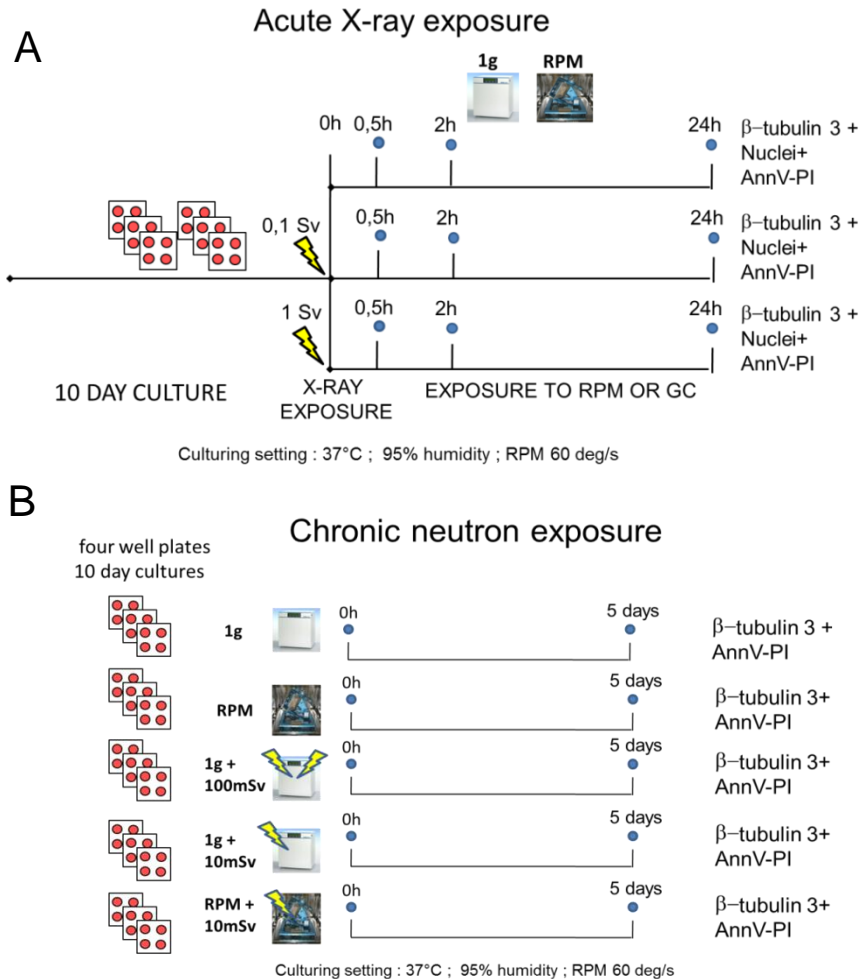 A
Acute X-ray exposure
1g RPM
0h 0,5h 2h 24h
β−tubulin 3 +
Nuclei+
AnnV-PI
0,1 Sv
0,5h 2h 24h
β−tubulin 3 +
Nuclei+
AnnV-PI
1 Sv
0,5h 2h 24h
β−tubulin 3 +
Nuclei+
AnnV-PI
10 DAY CULTURE
X-RAY
EXPOSURE
EXPOSURE TO RPM OR GC
Culturing setting : 37°C ; 95% humidity ; RPM 60 deg/s
B
Chronic neutron exposure
four well plates
10 day cultures
1g
0h 5 days
β−tubulin 3 +
AnnV-PI
RPM
0h 5 days
β−tubulin 3+
AnnV-PI
1g +
100mSv
0h 5 days
β−tubulin 3+
AnnV-PI
1g +
10mSv
0h 5 days
β−tubulin 3+
AnnV-PI
RPM +
10mSv
0h 5 days
β−tubulin 3+
AnnV-PI
Culturing setting : 37°C ; 95% humidity ; RPM 60 deg/s